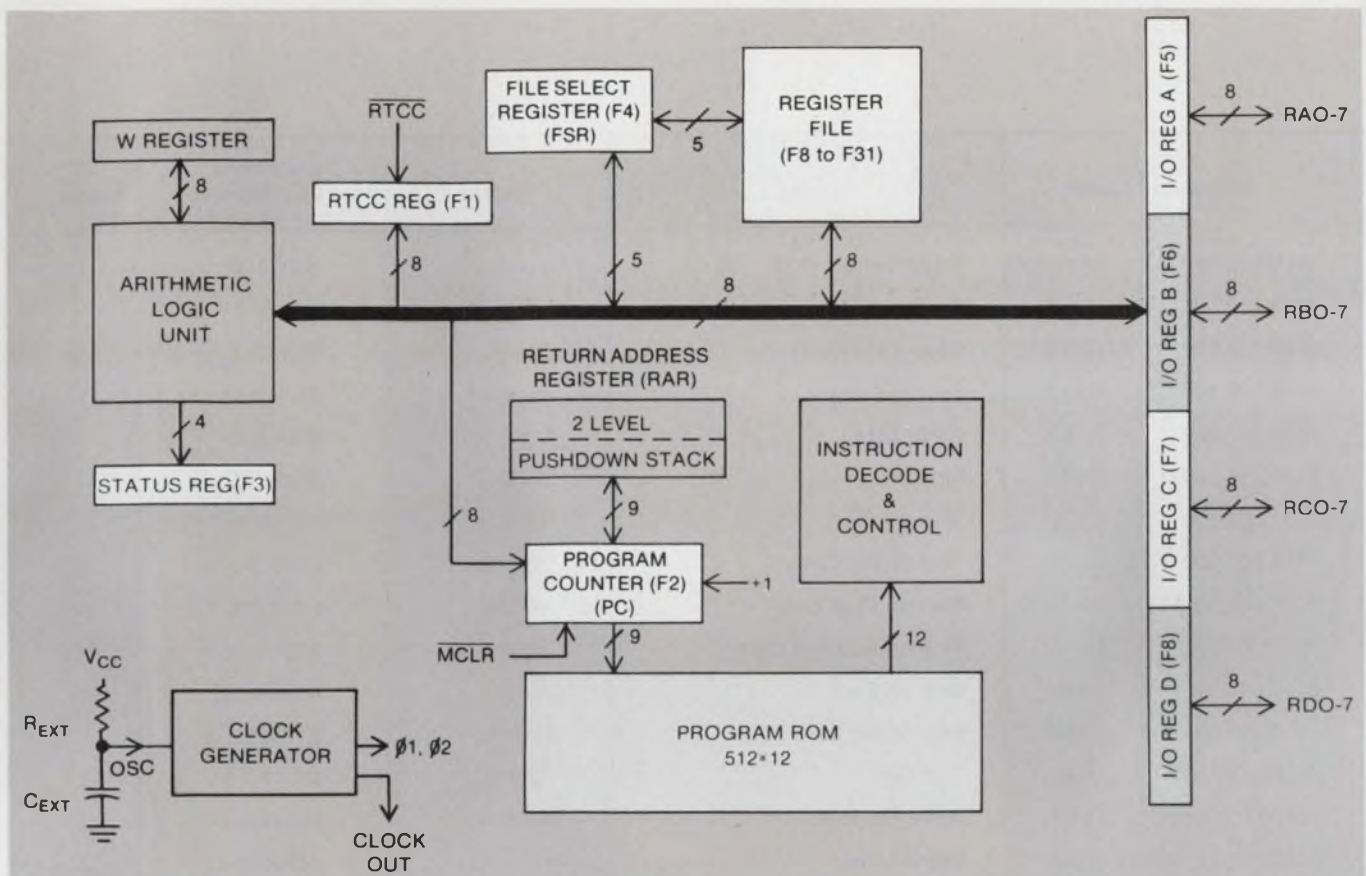 RTCC
FILE SELECT
REGISTER (F4)
(FSR)
REGISTER
FILE
(F8 to F31)
5
W REGISTER
8
RTCC REG (F1)
8
5
8
8
ARITHMETIC
LOGIC
UNIT
4
STATUS REG(F3)
RETURN ADDRESS
REGISTER (RAR)
2 LEVEL
PUSHDOWN STACK
9
8
PROGRAM
COUNTER (F2)
(PC)
+1
MCLR
9
INSTRUCTION
DECODE
&
CONTROL
12
PROGRAM ROM
512×12
VCC
REXT
OSC
CEXT
CLOCK
GENERATOR
Ø1, Ø2
CLOCK
OUT
I/O REG A (F5)
8
RAO-7
I/O REG B (F6)
8
RBO-7
I/O REG C (F7)
8
RCO-7
I/O REG D (F8)
8
RDO-7